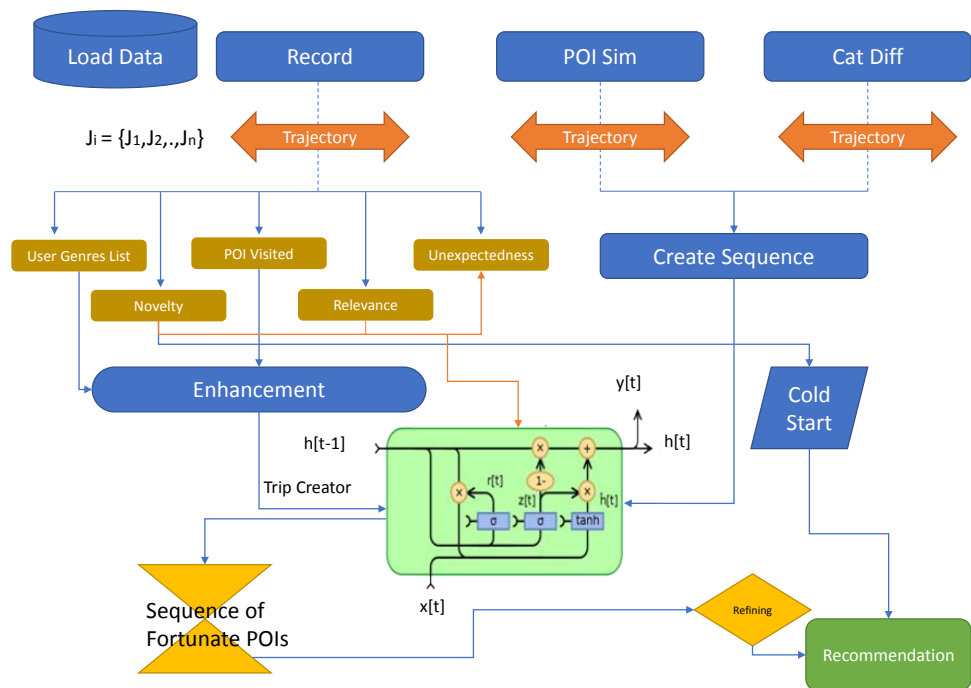 Load Data
Record
POI Sim
Cat Diff
Jᵢ = {J₁,J₂,.,Jₙ}
Trajectory
Trajectory
Trajectory
User Genres List
POI Visited
Unexpectedness
Create Sequence
Novelty
Relevance
Enhancement
Cold
Start
y[t]
h[t-1]
h[t]
x
+
r[t]
1-
x
z[t]
x
h̃[t]
Trip Creator
σ
σ
tanh
x[t]
Sequence of
Fortunate POIs
Refining
Recommendation